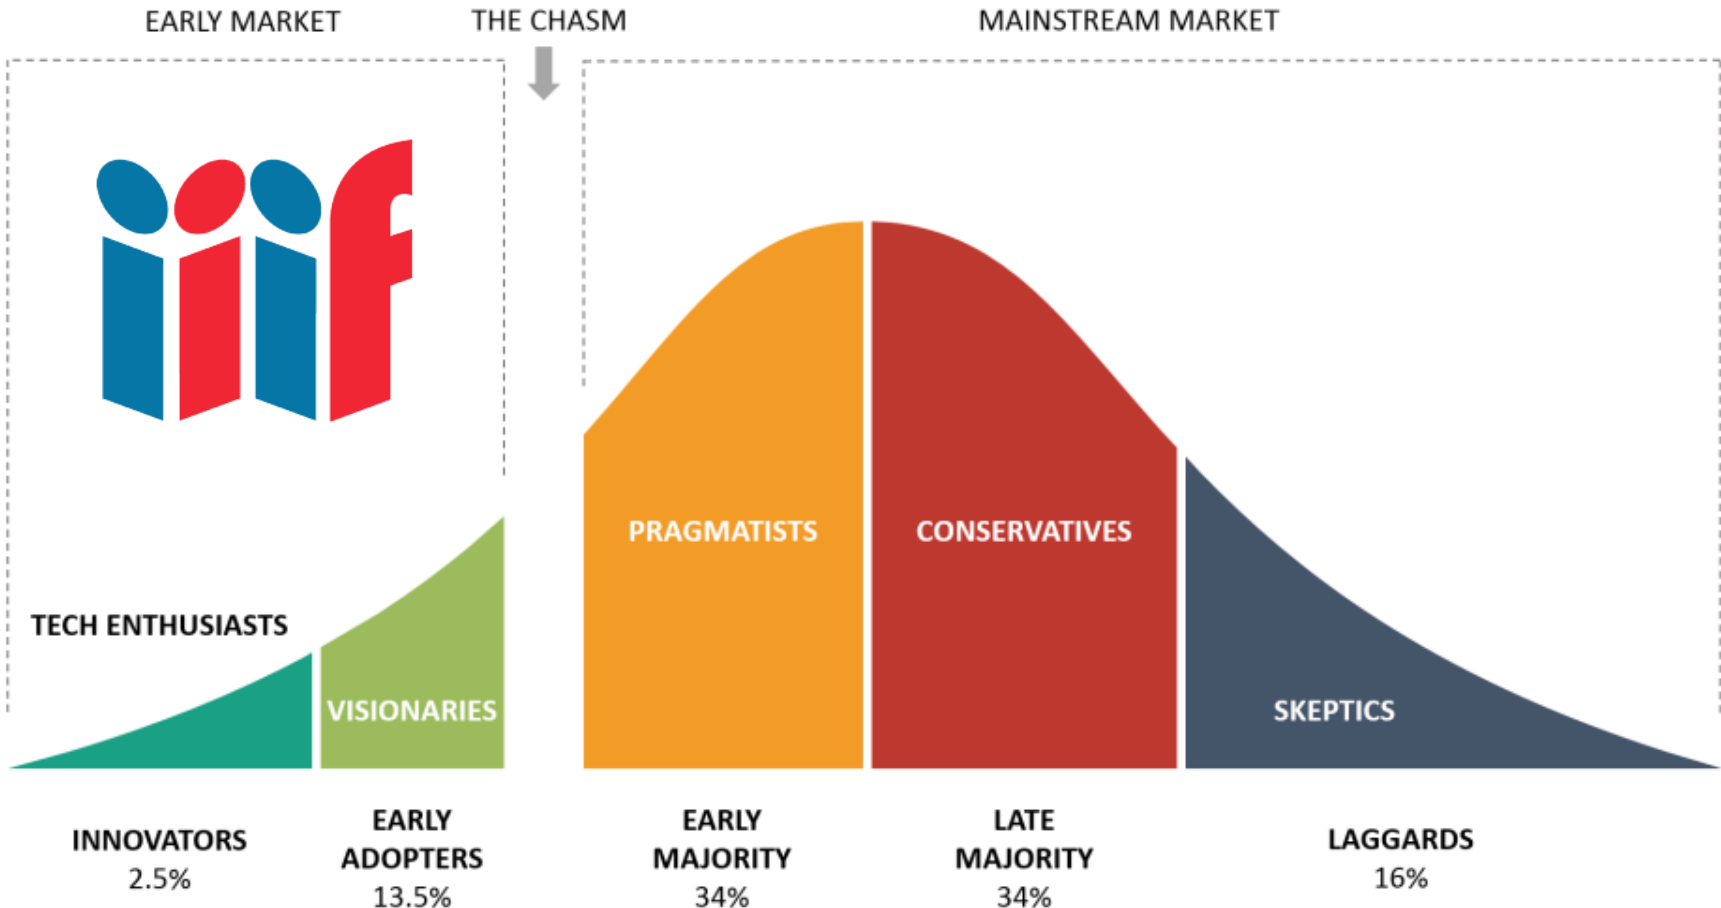 EARLY MARKET
THE CHASM
MAINSTREAM MARKET
iiif
TECH ENTHUSIASTS
VISIONARIES
PRAGMATISTS
CONSERVATIVES
SKEPTICS
INNOVATORS
2.5%
EARLY
ADOPTERS
13.5%
EARLY
MAJORITY
34%
LATE
MAJORITY
34%
LAGGARDS
16%